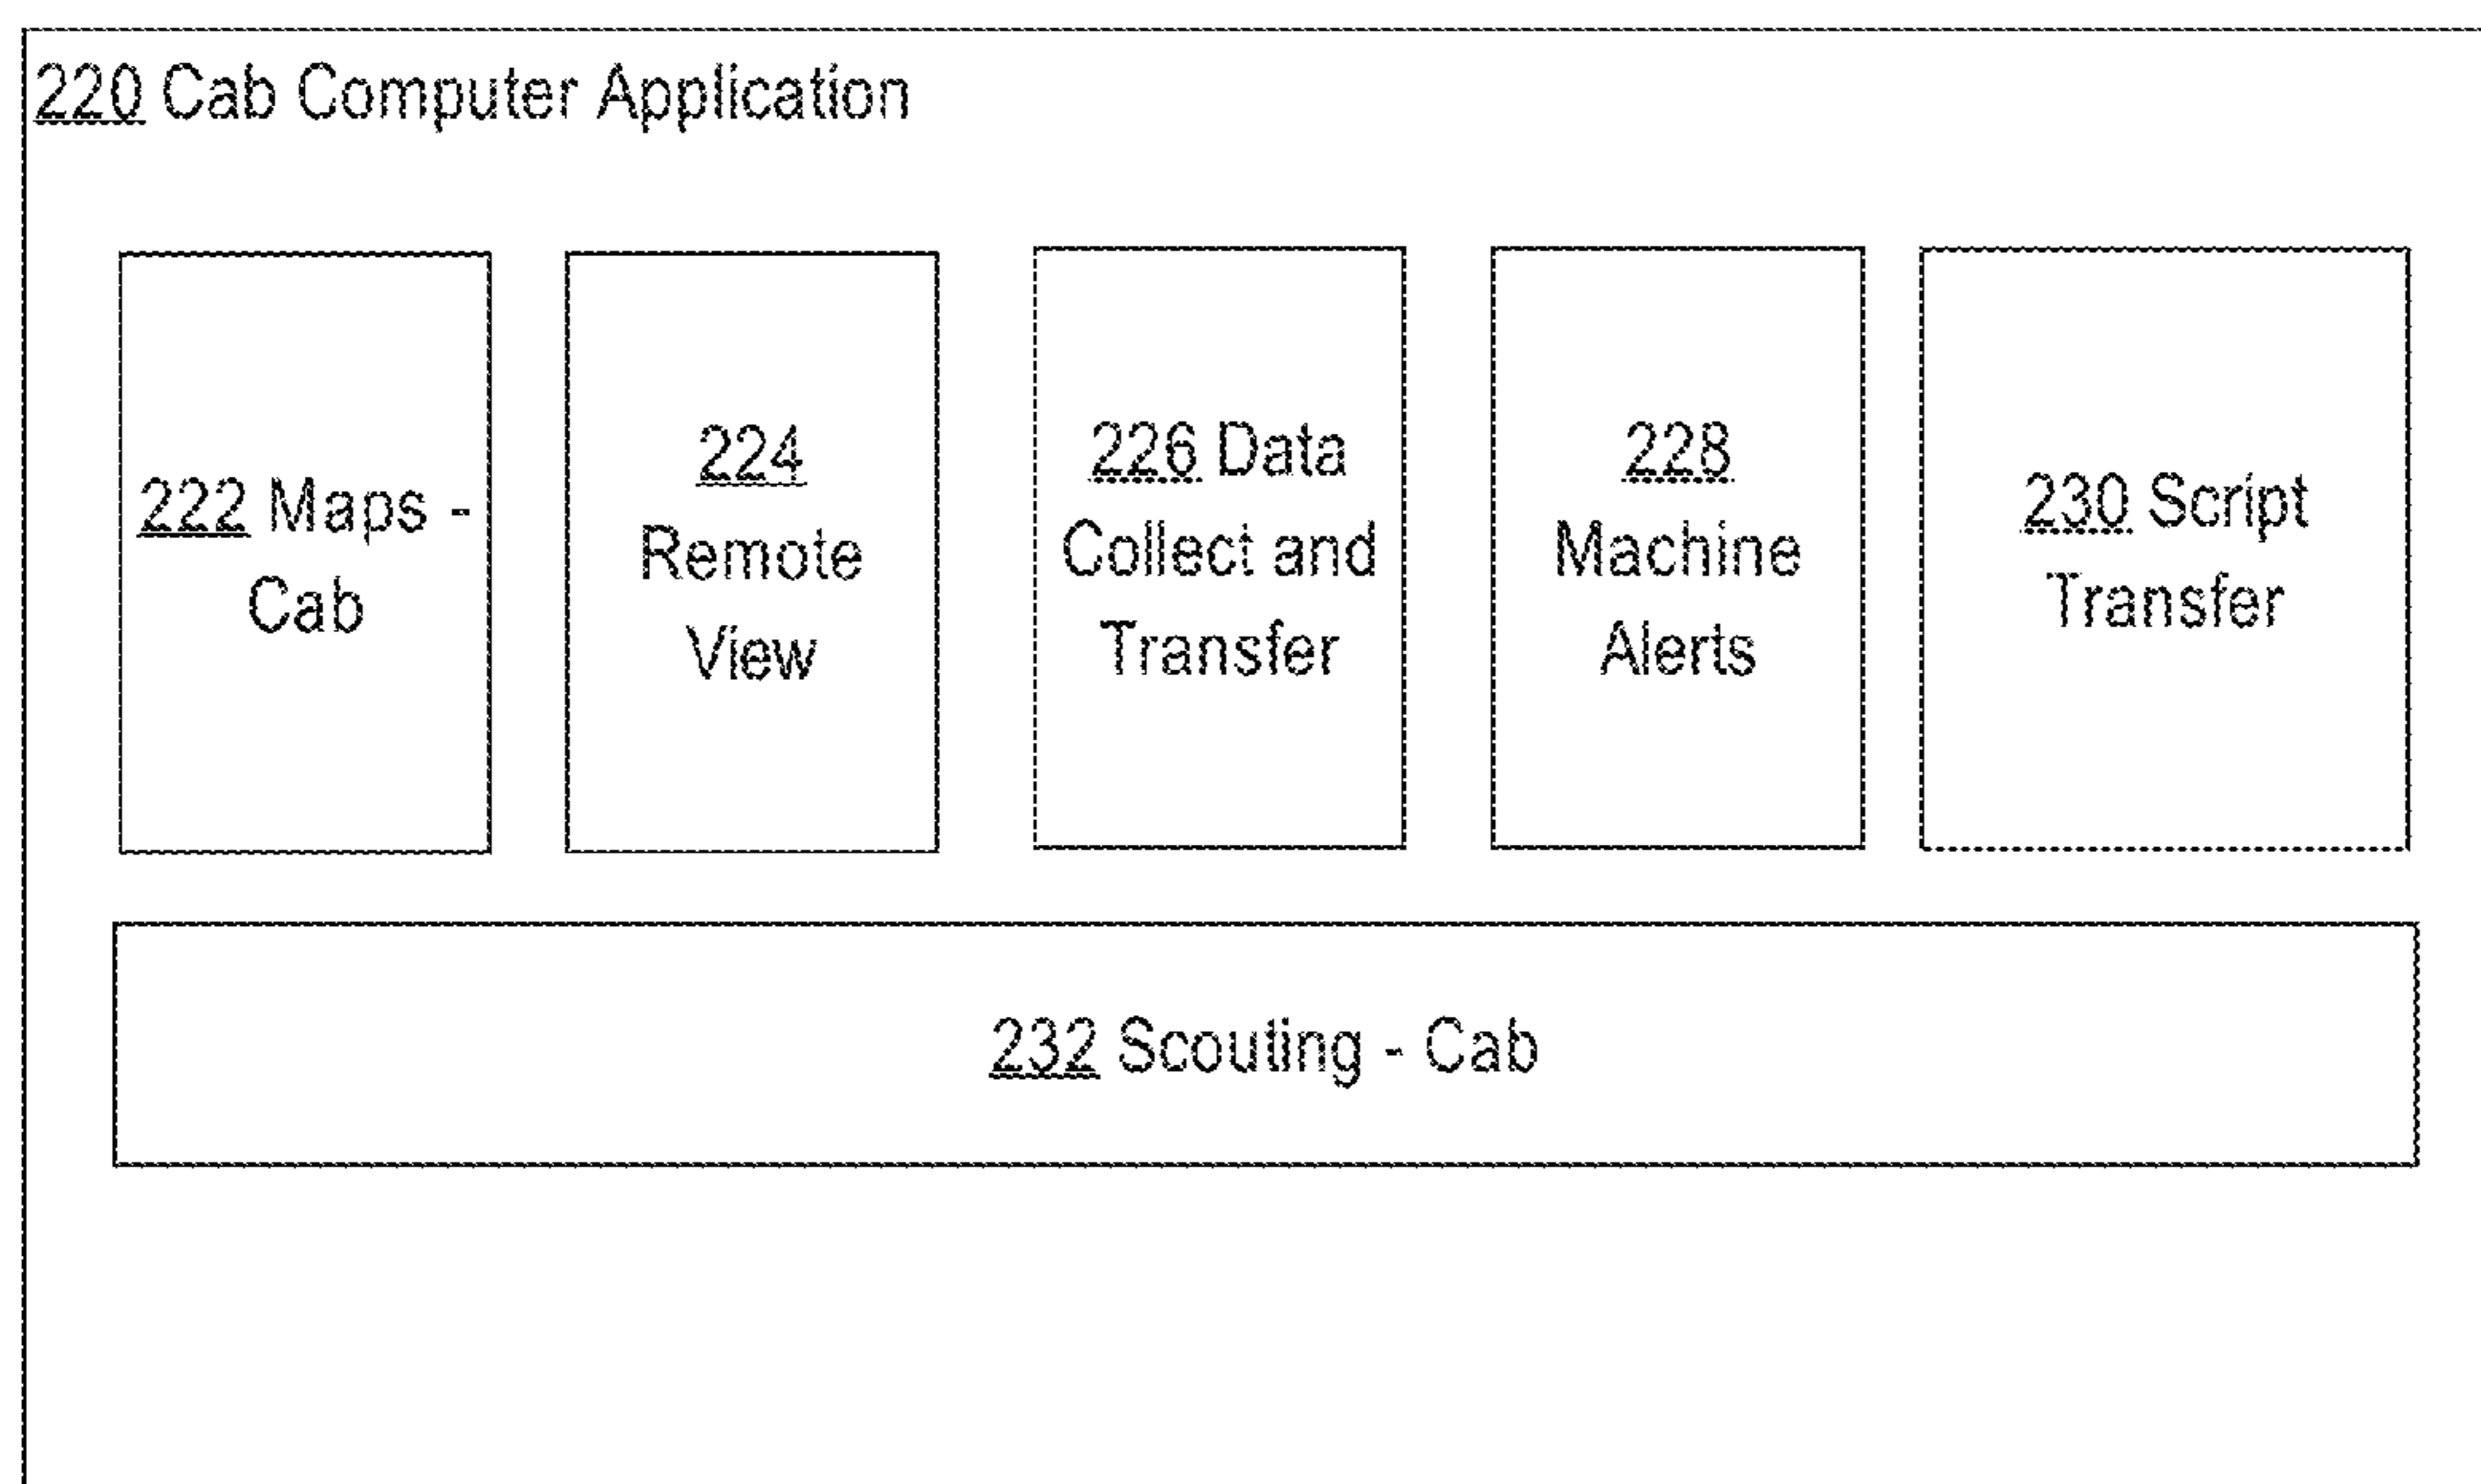 220 Cab Computer Application
222 Maps -
Cab
224
Remote
View
226 Data
Collect and
Transfer
228
Machine
Alerts
230 Script
Transfer
232 Scouting - Cab